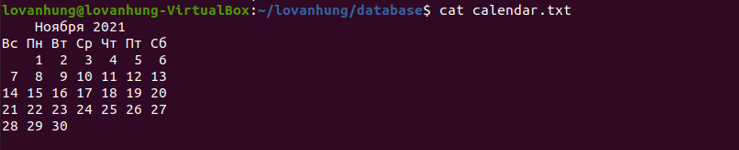 lovanhung@lovanhung-VirtualBox:~/lovanhung/database$ cat calendar.txt
    Ноября 2021
Вс Пн Вт Ср Чт Пт Сб
    1  2  3  4  5  6
 7  8  9 10 11 12 13
14 15 16 17 18 19 20
21 22 23 24 25 26 27
28 29 30